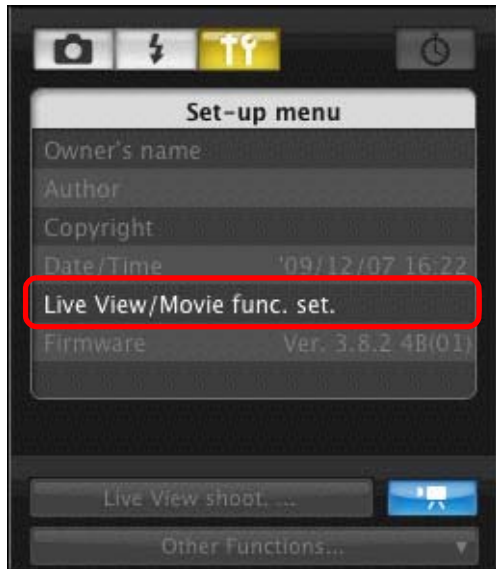 Set-up menu
Owner's name
Author
Copyright
Date/Time '09/12/07 16:22
Live View/Movie func. set.
Firmware Ver. 3.8.2 4B(01)
Live View shoot. ...
Other Functions...